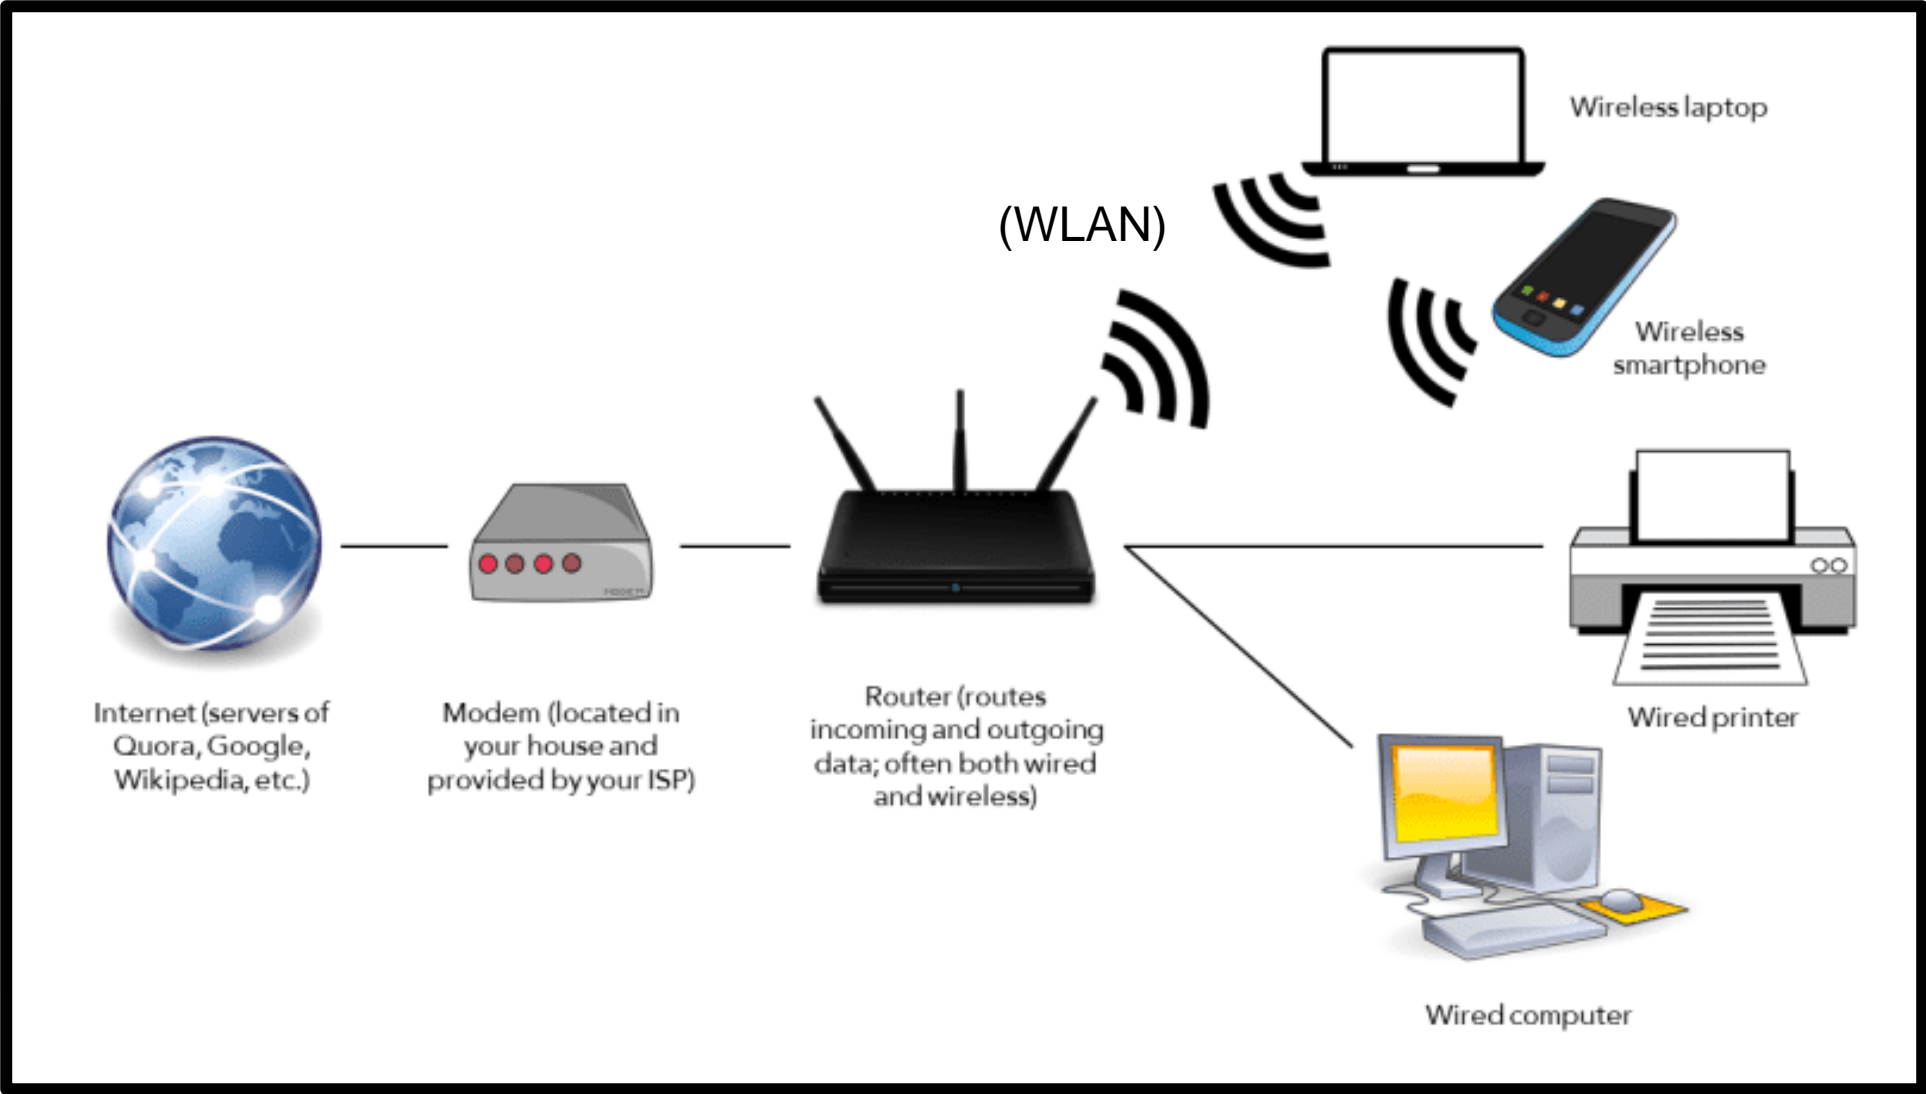 Wireless laptop
(WLAN)
Wireless
smartphone
MODEM
Internet (servers of
Quora, Google,
Wikipedia, etc.)
Modem (located in
your house and
provided by your ISP)
Router (routes
incoming and outgoing
data; often both wired
and wireless)
Wired printer
Wired computer